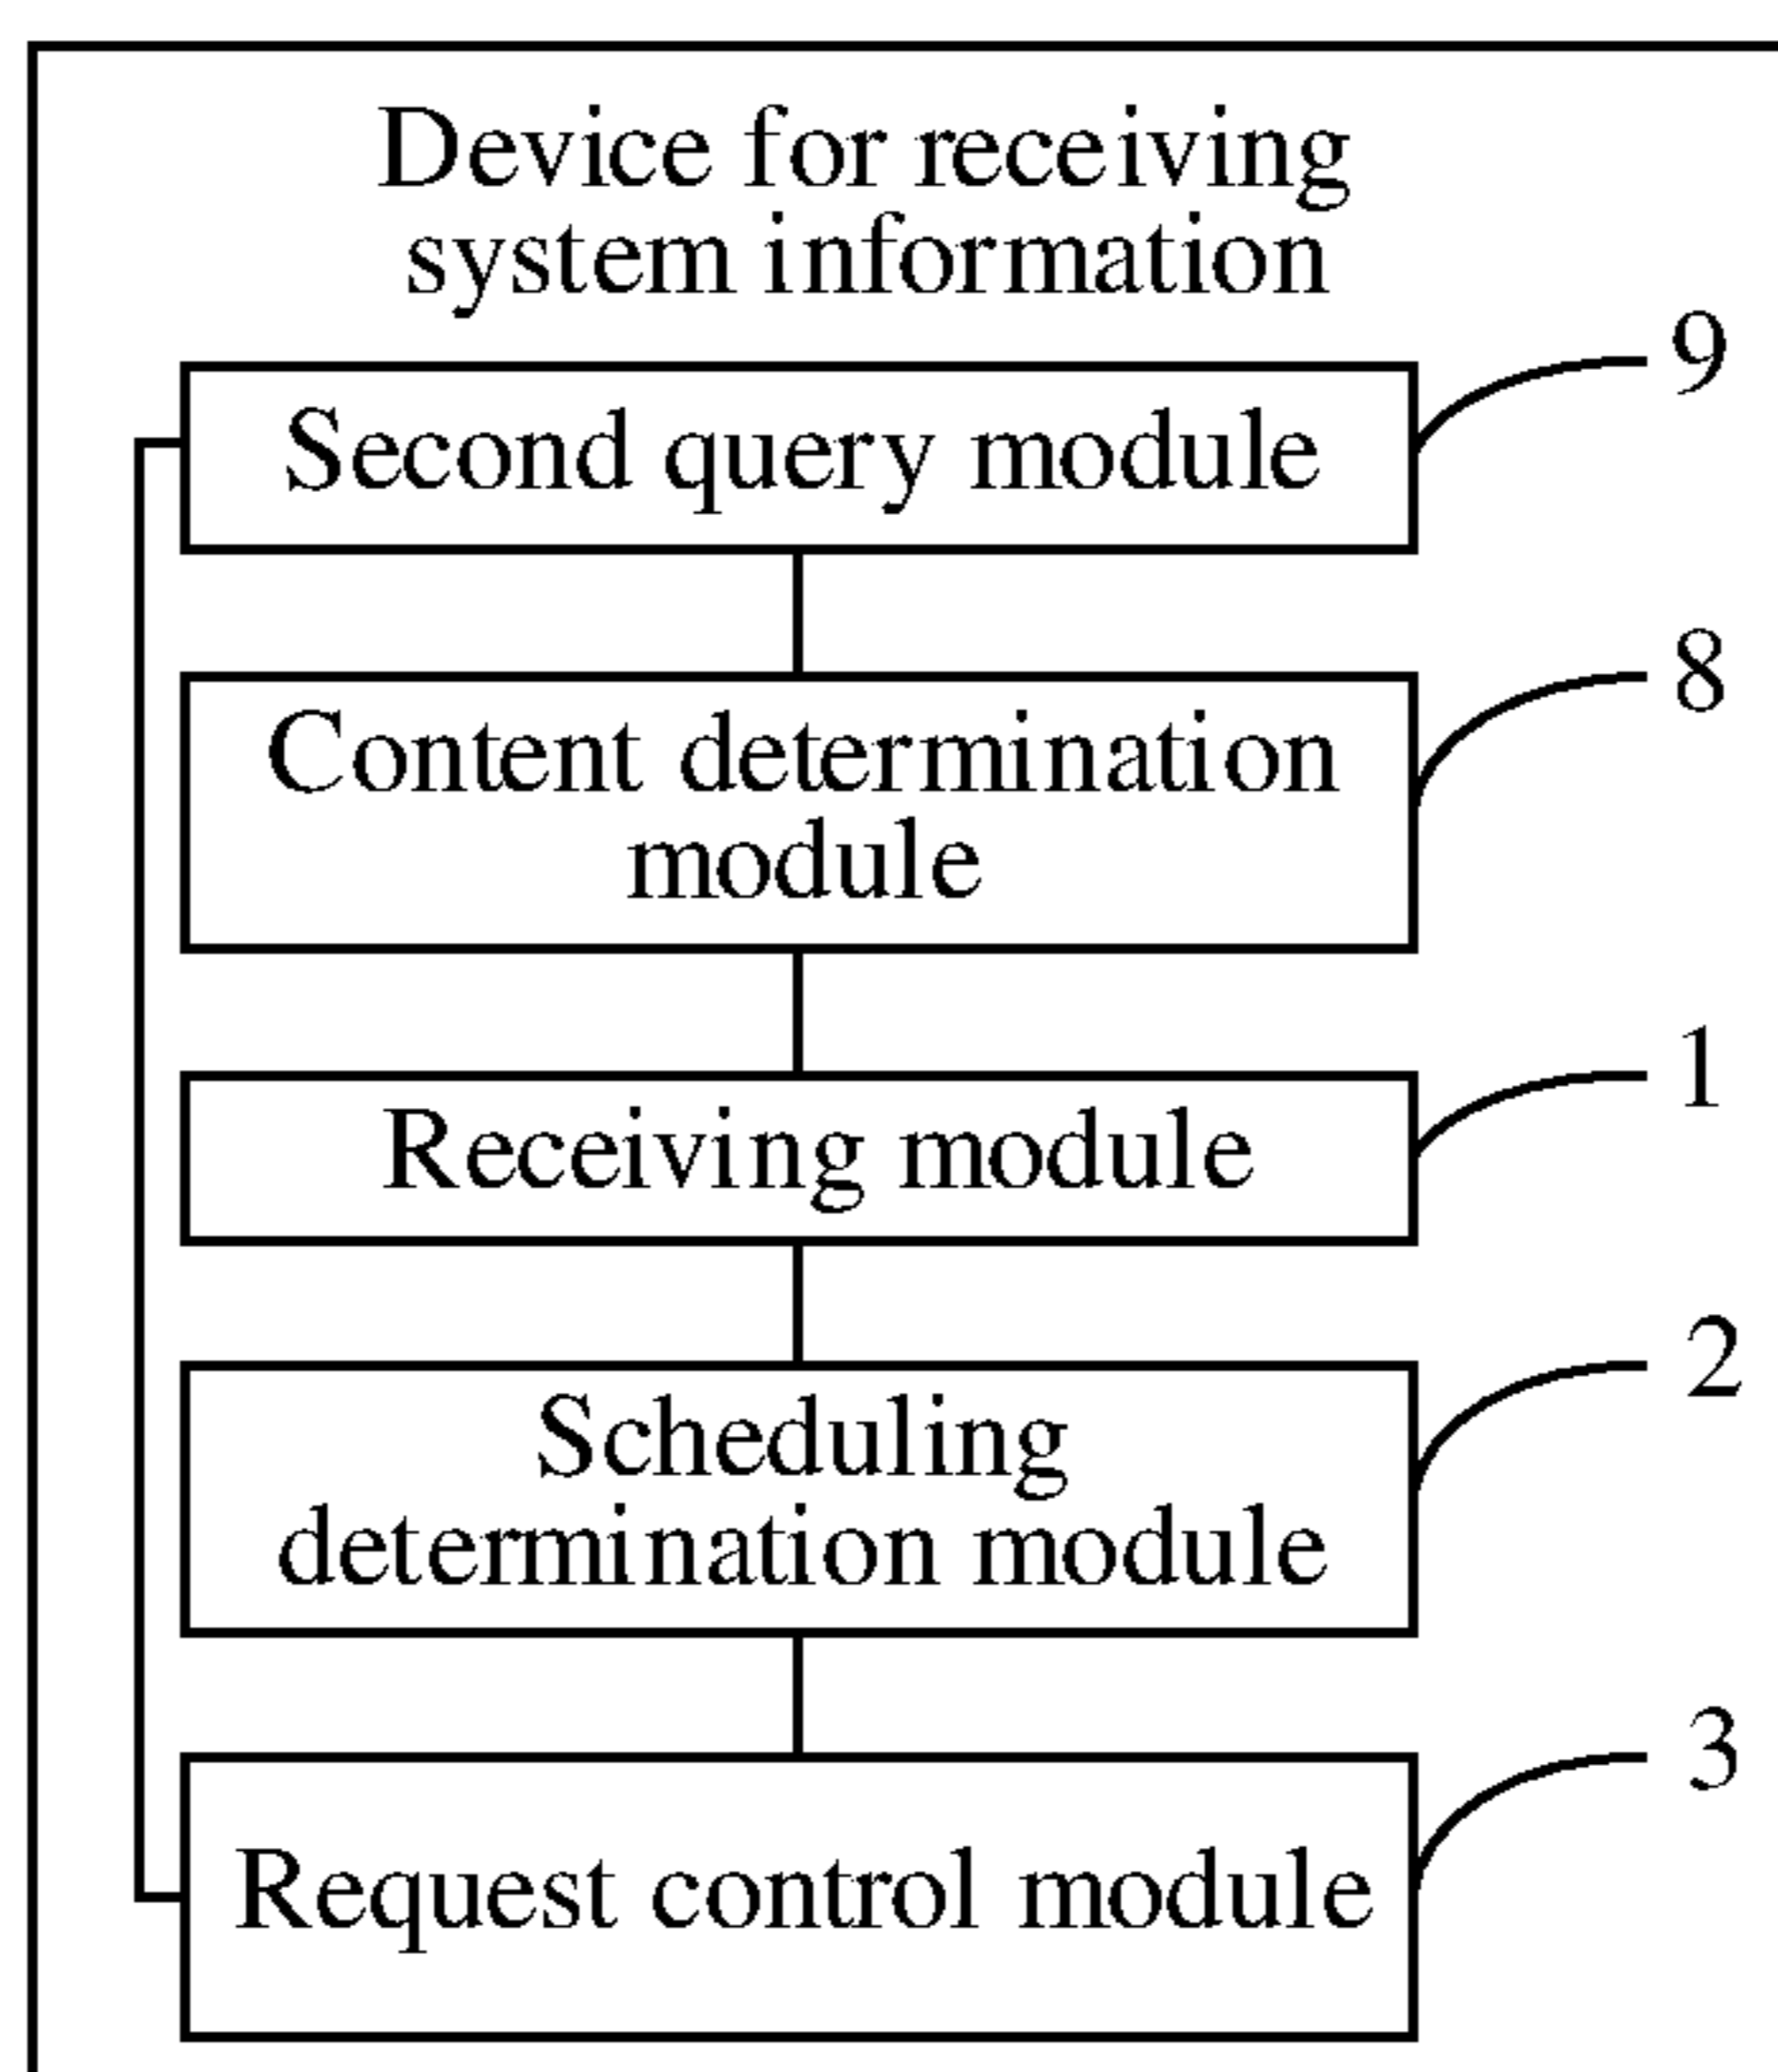 Device for receiving
system information
9
Second query module
8
Content determination
module
1
Receiving module
2
Scheduling
determination module
3
Request control module